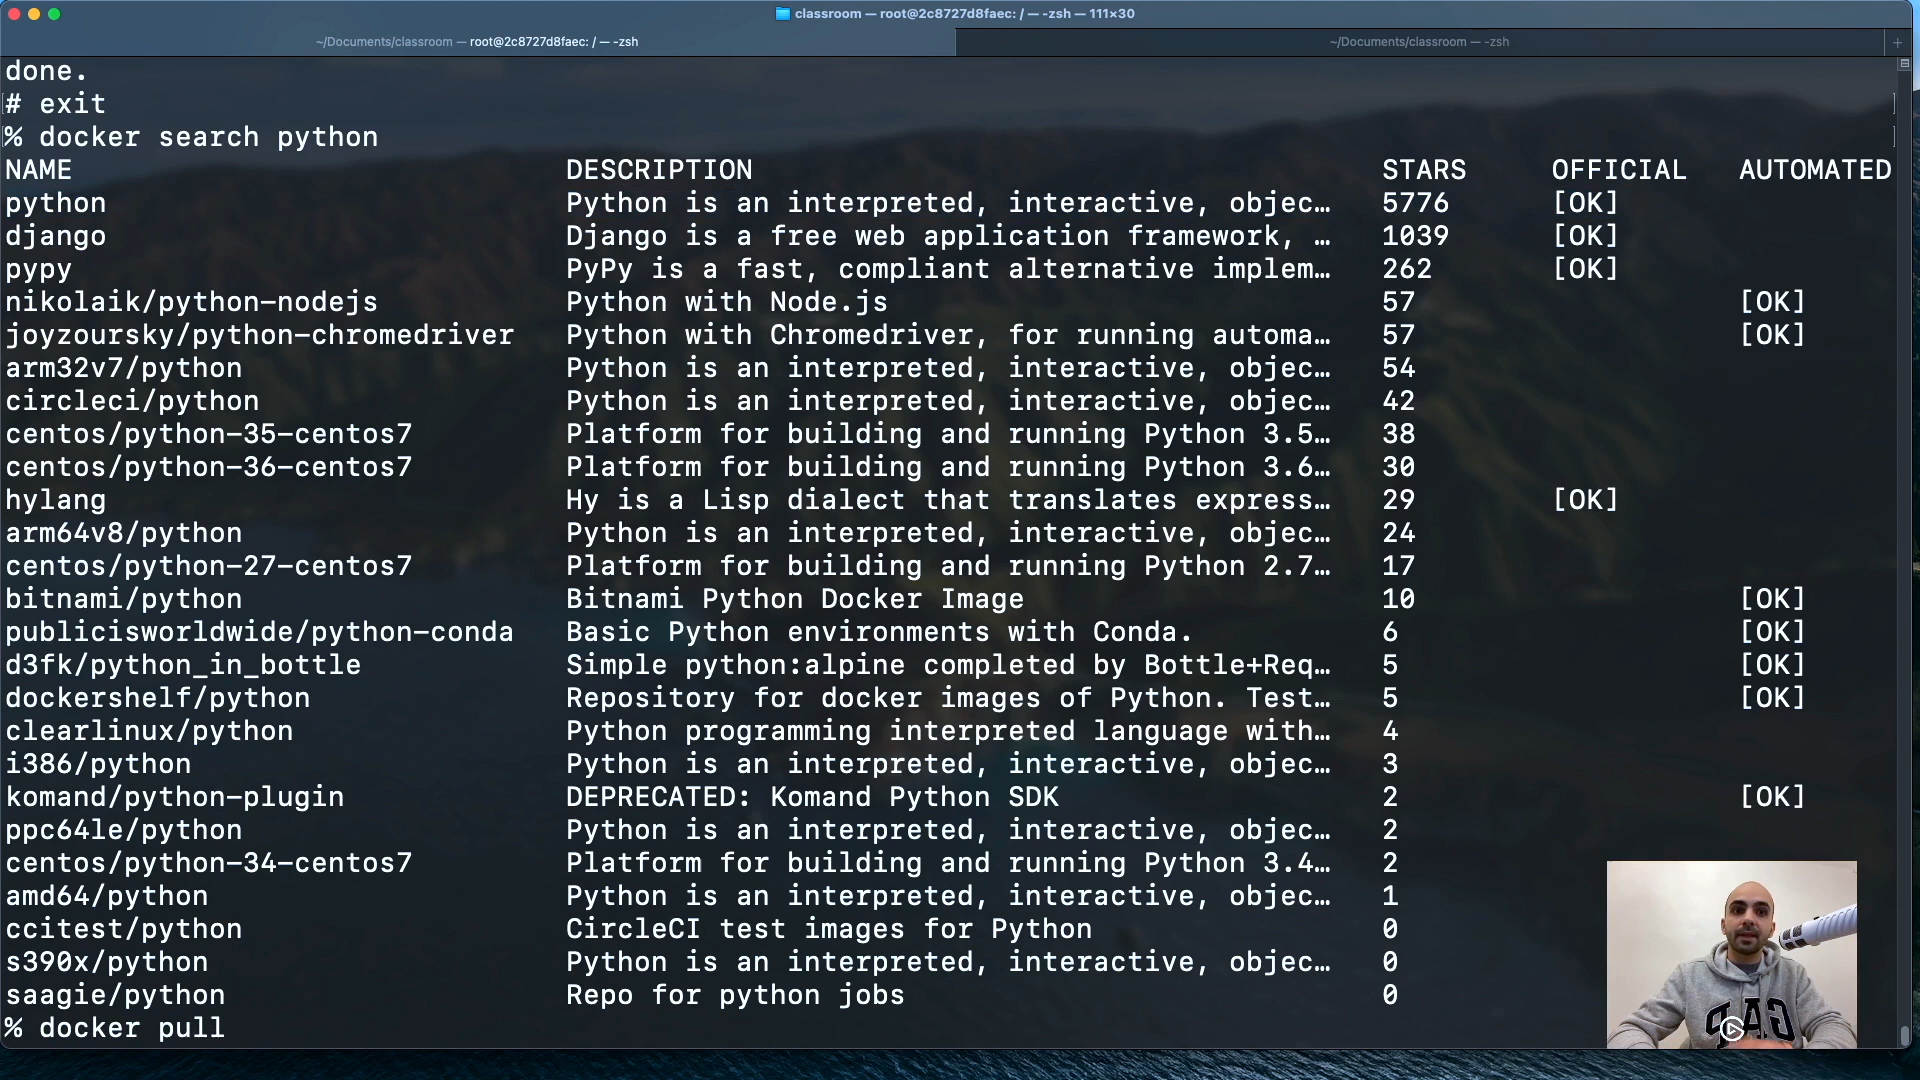 classroom — root@2c8727d8faec: / — -zsh — 111×30
~/Documents/classroom — root@2c8727d8faec: / — -zsh
~/Documents/classroom — -zsh
done.
# exit
% docker search python
NAME DESCRIPTION STARS OFFICIAL AUTOMATED
python Python is an interpreted, interactive, objec… 5776 [OK]
django Django is a free web application framework, … 1039 [OK]
pypy PyPy is a fast, compliant alternative implem… 262 [OK]
nikolaik/python-nodejs Python with Node.js 57 [OK]
joyzoursky/python-chromedriver Python with Chromedriver, for running automa… 57 [OK]
arm32v7/python Python is an interpreted, interactive, objec… 54
circleci/python Python is an interpreted, interactive, objec… 42
centos/python-35-centos7 Platform for building and running Python 3.5… 38
centos/python-36-centos7 Platform for building and running Python 3.6… 30
hylang Hy is a Lisp dialect that translates express… 29 [OK]
arm64v8/python Python is an interpreted, interactive, objec… 24
centos/python-27-centos7 Platform for building and running Python 2.7… 17
bitnami/python Bitnami Python Docker Image 10 [OK]
publicisworldwide/python-conda Basic Python environments with Conda. 6 [OK]
d3fk/python_in_bottle Simple python:alpine completed by Bottle+Req… 5 [OK]
dockershelf/python Repository for docker images of Python. Test… 5 [OK]
clearlinux/python Python programming interpreted language with… 4
i386/python Python is an interpreted, interactive, objec… 3
komand/python-plugin DEPRECATED: Komand Python SDK 2 [OK]
ppc64le/python Python is an interpreted, interactive, objec… 2
centos/python-34-centos7 Platform for building and running Python 3.4… 2
amd64/python Python is an interpreted, interactive, objec… 1
ccitest/python CircleCI test images for Python 0
s390x/python Python is an interpreted, interactive, objec… 0
saagie/python Repo for python jobs 0
% docker pull
GAP